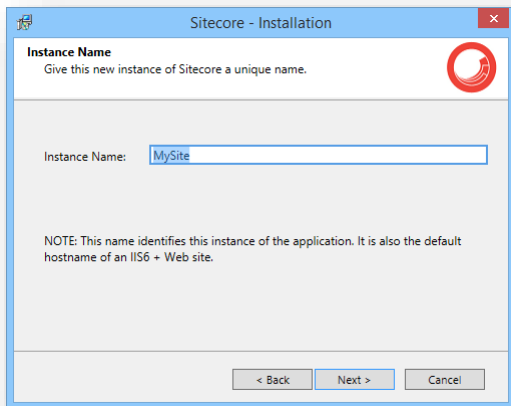 Sitecore - Installation
Instance Name
Give this new instance of Sitecore a unique name.
Instance Name: MySite
NOTE: This name identifies this instance of the application. It is also the default
hostname of an IIS6 + Web site.
< Back Next > Cancel